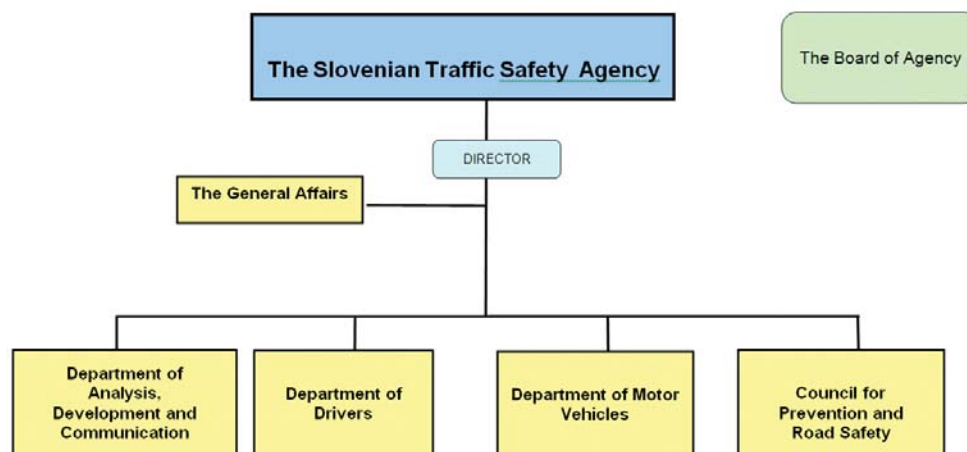 The Slovenian Traffic Safety Agency
The Board of Agency
DIRECTOR
The General Affairs
Department of
Analysis,
Development and
Communication
Department of
Drivers
Department of Motor
Vehicles
Council for
Prevention and
Road Safety